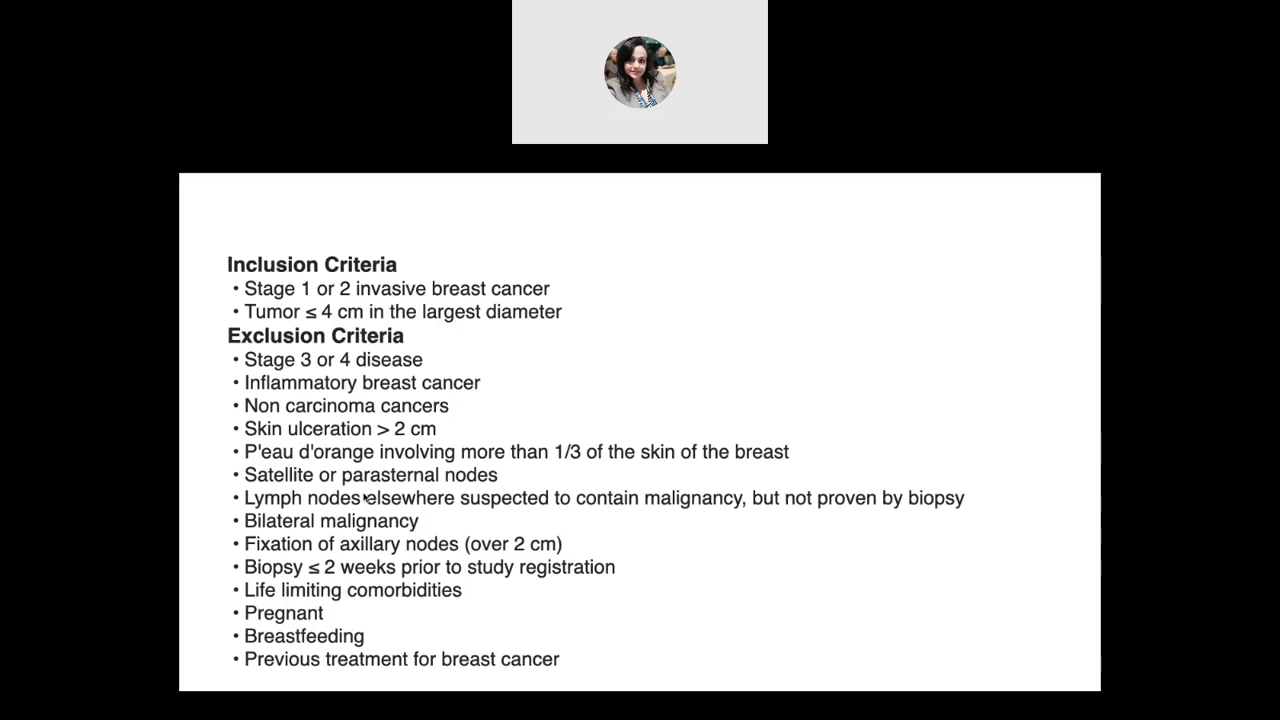 Inclusion Criteria
• Stage 1 or 2 invasive breast cancer
• Tumor ≤ 4 cm in the largest diameter
Exclusion Criteria
• Stage 3 or 4 disease
• Inflammatory breast cancer
• Non carcinoma cancers
• Skin ulceration > 2 cm
• P'eau d'orange involving more than 1/3 of the skin of the breast
• Satellite or parasternal nodes
• Lymph nodes elsewhere suspected to contain malignancy, but not proven by biopsy
• Bilateral malignancy
• Fixation of axillary nodes (over 2 cm)
• Biopsy ≤ 2 weeks prior to study registration
• Life limiting comorbidities
• Pregnant
• Breastfeeding
• Previous treatment for breast cancer